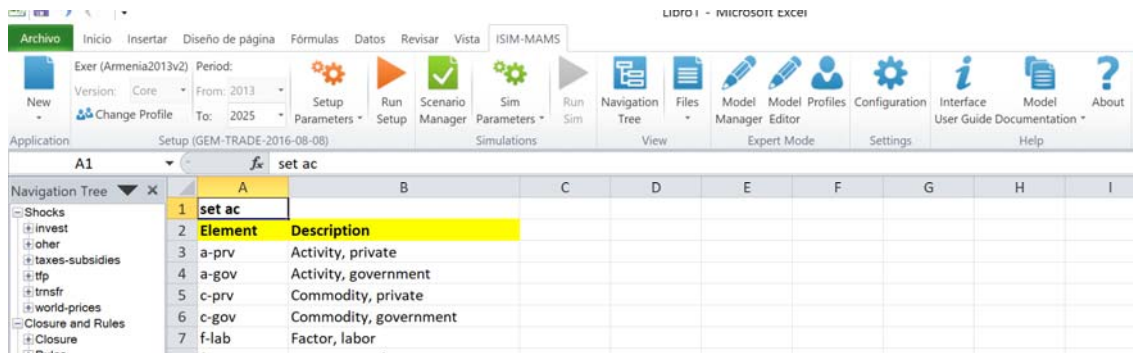 Libro1 - Microsoft Excel
Archivo Inicio Insertar Diseño de página Fórmulas Datos Revisar Vista ISIM-MAMS
Exer (Armenia2013v2) Period:
Version: Core From: 2013
Change Profile To: 2025
New
Setup Parameters
Run Setup
Scenario Manager
Sim Parameters
Run Sim
Navigation Tree
Files
Model Manager
Model Editor
Profiles
Configuration
Interface User Guide
Model Documentation
About
Application Setup (GEM-TRADE-2016-08-08) Simulations View Expert Mode Settings Help
A1 fx set ac
Navigation Tree
A B C D E F G H I
Shocks
invest
oher
taxes-subsidies
tfp
trnsfr
world-prices
Closure and Rules
Closure
1 set ac
2 Element Description
3 a-prv Activity, private
4 a-gov Activity, government
5 c-prv Commodity, private
6 c-gov Commodity, government
7 f-lab Factor, labor